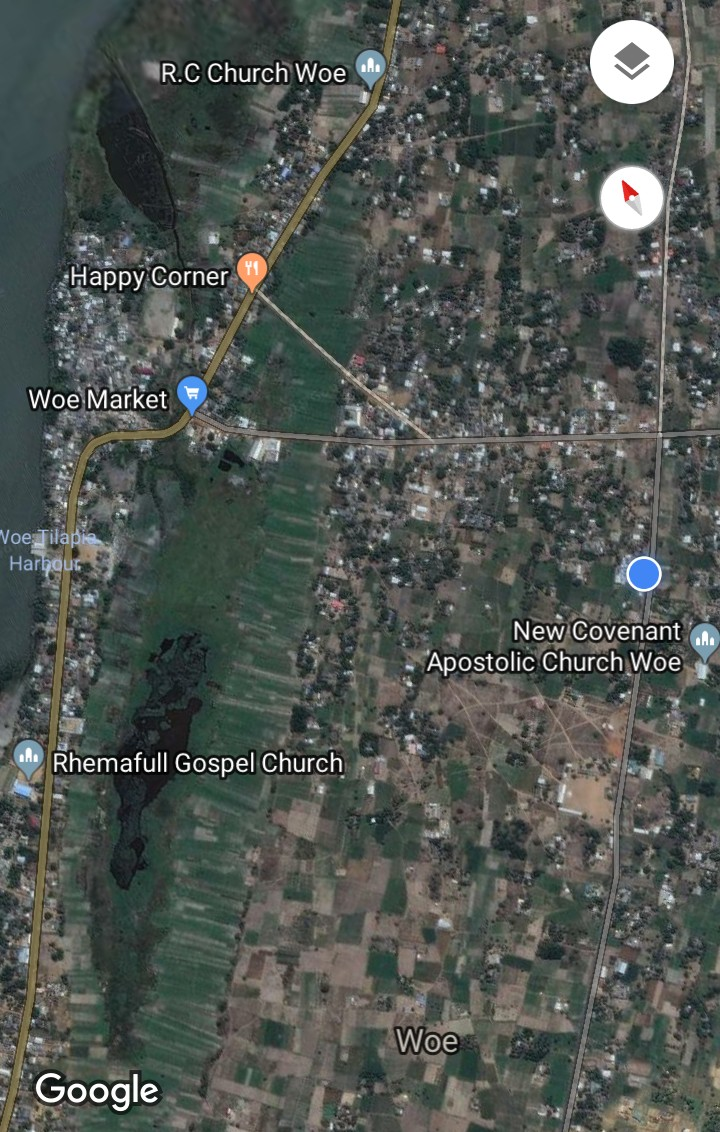 R.C Church Woe
Happy Corner
Woe Market
Woe Tilapia
Harbour
New Covenant
Apostolic Church Woe
Rhemafull Gospel Church
Woe
Google